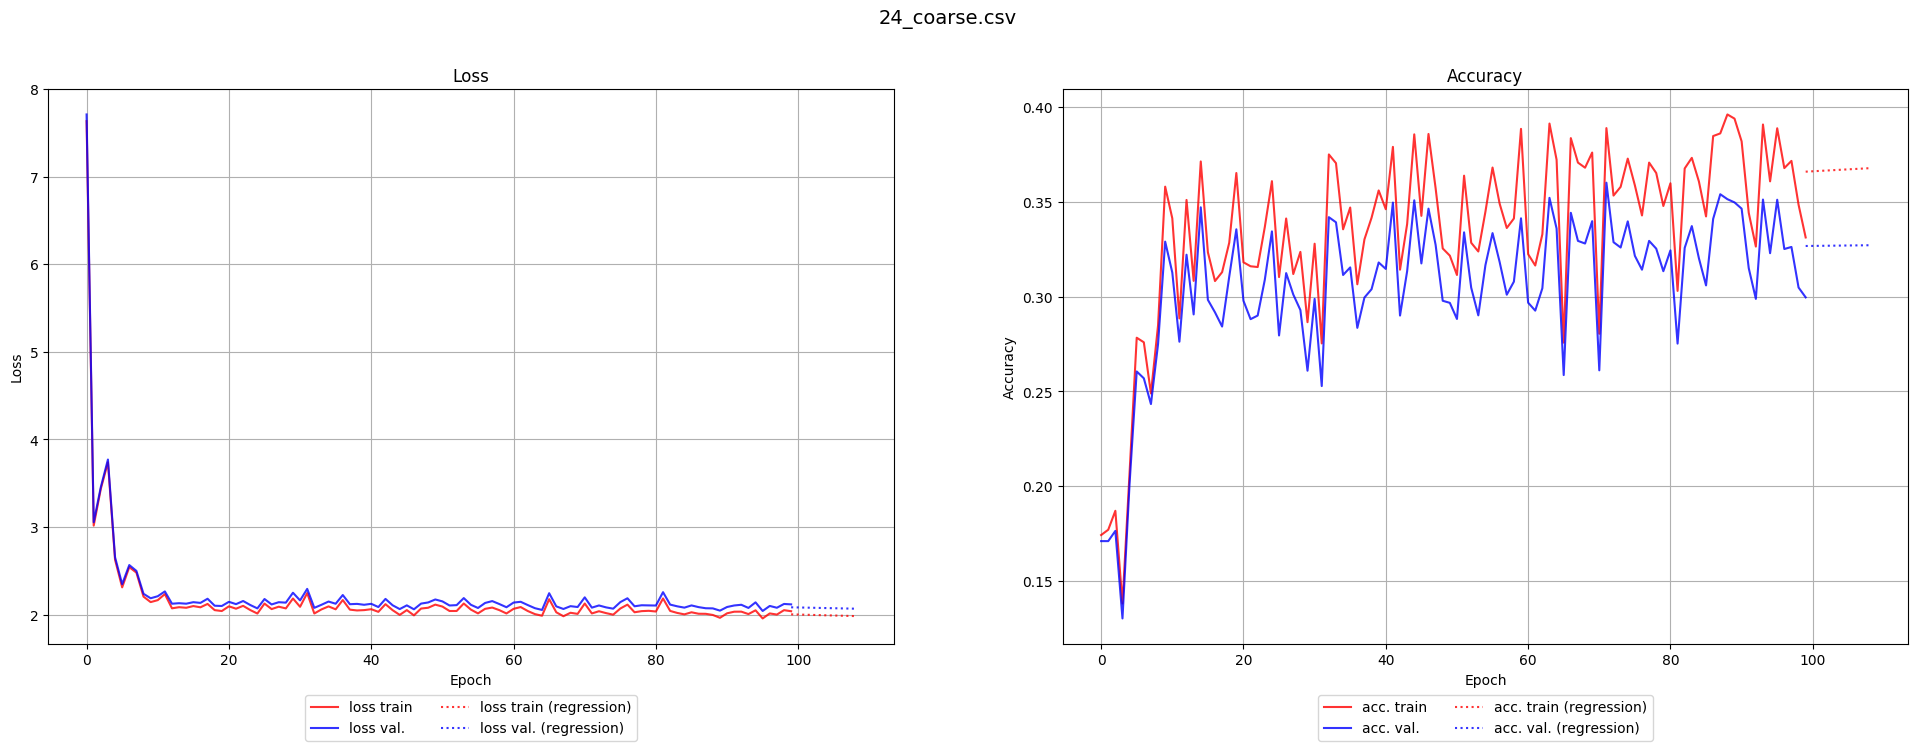 24_coarse.csv
Loss
8
7
6
5
4
3
2
Loss
0 20 40 60 80 100
Epoch
loss train
loss val.
loss train (regression)
loss val. (regression)
Accuracy
0.40
0.35
0.30
0.25
0.20
0.15
Accuracy
0 20 40 60 80 100
Epoch
acc. train
acc. val.
acc. train (regression)
acc. val. (regression)